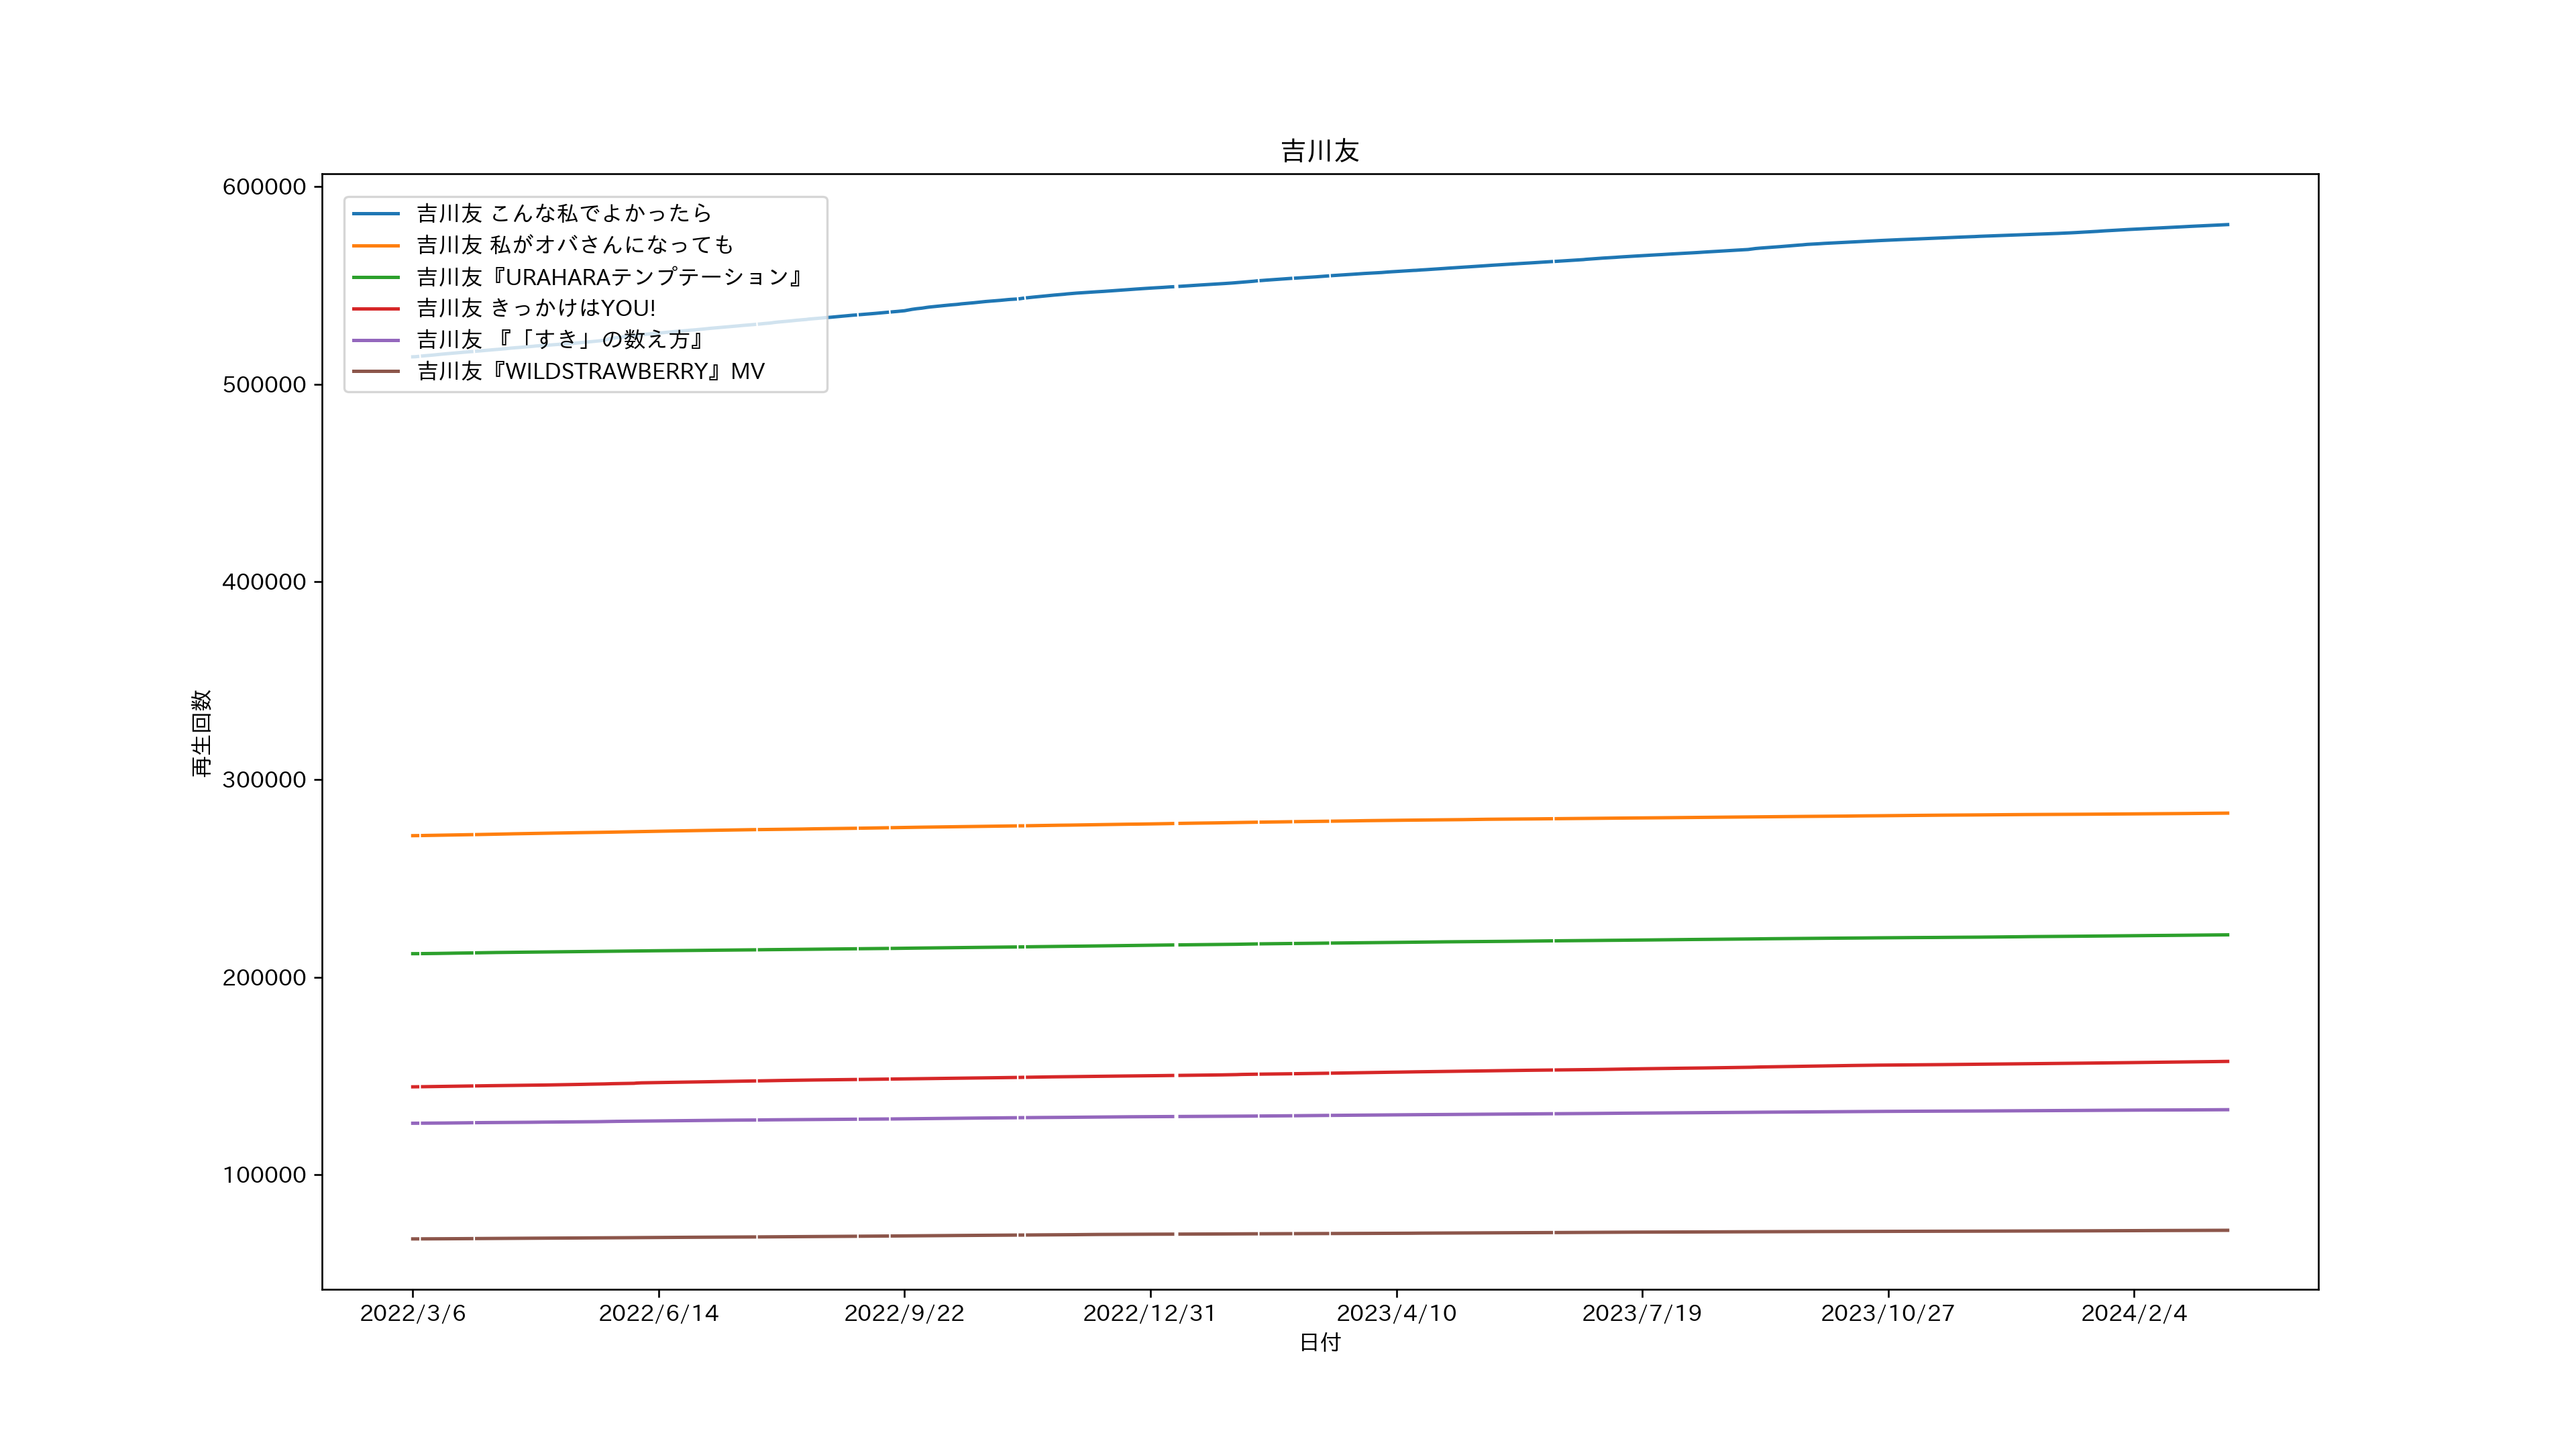 吉川友
600000
500000
400000
300000
200000
100000
再生回数
吉川友 こんな私でよかったら
吉川友 私がオバさんになっても
吉川友『URAHARAテンプテーション』
吉川友 きっかけはYOU!
吉川友 『「すき」の数え方』
吉川友『WILDSTRAWBERRY』MV
2022/3/6
2022/6/14
2022/9/22
2022/12/31
2023/4/10
2023/7/19
2023/10/27
2024/2/4
日付